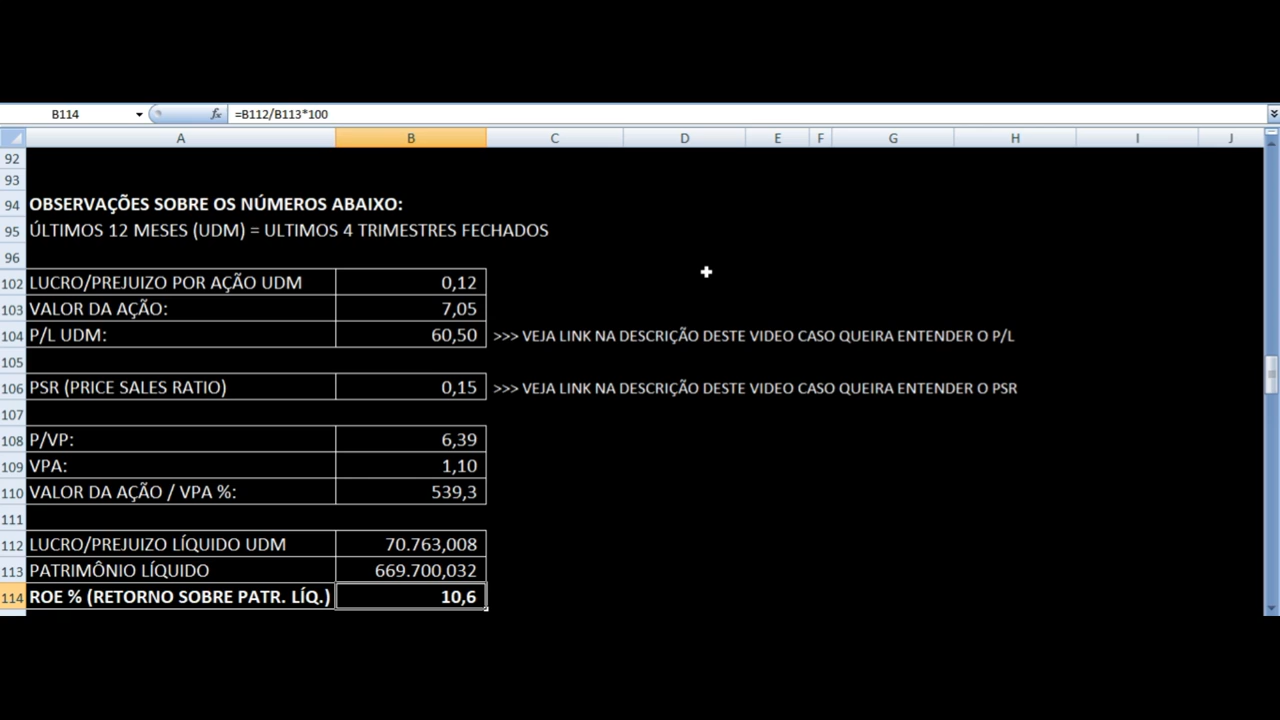 B114 fx =B112/B113*100
A B C D E F G H I J
92
93
94 OBSERVAÇÕES SOBRE OS NÚMEROS ABAIXO:
95 ÚLTIMOS 12 MESES (UDM) = ULTIMOS 4 TRIMESTRES FECHADOS
96
102 LUCRO/PREJUIZO POR AÇÃO UDM 0,12
103 VALOR DA AÇÃO: 7,05
104 P/L UDM: 60,50 >>> VEJA LINK NA DESCRIÇÃO DESTE VIDEO CASO QUEIRA ENTENDER O P/L
105
106 PSR (PRICE SALES RATIO) 0,15 >>> VEJA LINK NA DESCRIÇÃO DESTE VIDEO CASO QUEIRA ENTENDER O PSR
107
108 P/VP: 6,39
109 VPA: 1,10
110 VALOR DA AÇÃO / VPA %: 539,3
111
112 LUCRO/PREJUIZO LÍQUIDO UDM 70.763,008
113 PATRIMÔNIO LÍQUIDO 669.700,032
114 ROE % (RETORNO SOBRE PATR. LÍQ.) 10,6